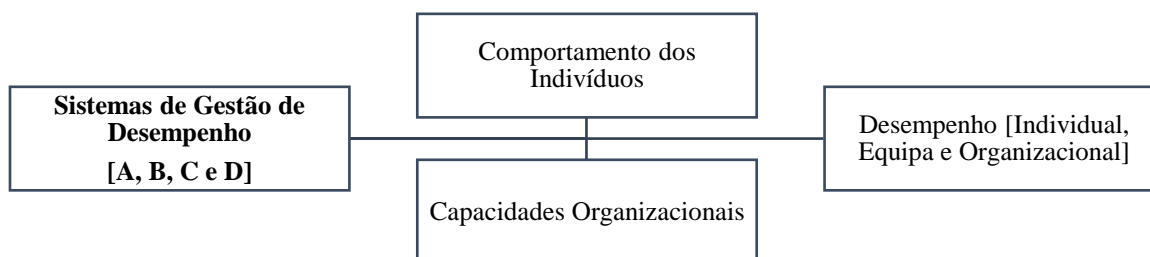 Comportamento dos
Indivíduos
Sistemas de Gestão de
Desempenho
[A, B, C e D]
Desempenho [Individual,
Equipa e Organizacional]
Capacidades Organizacionais